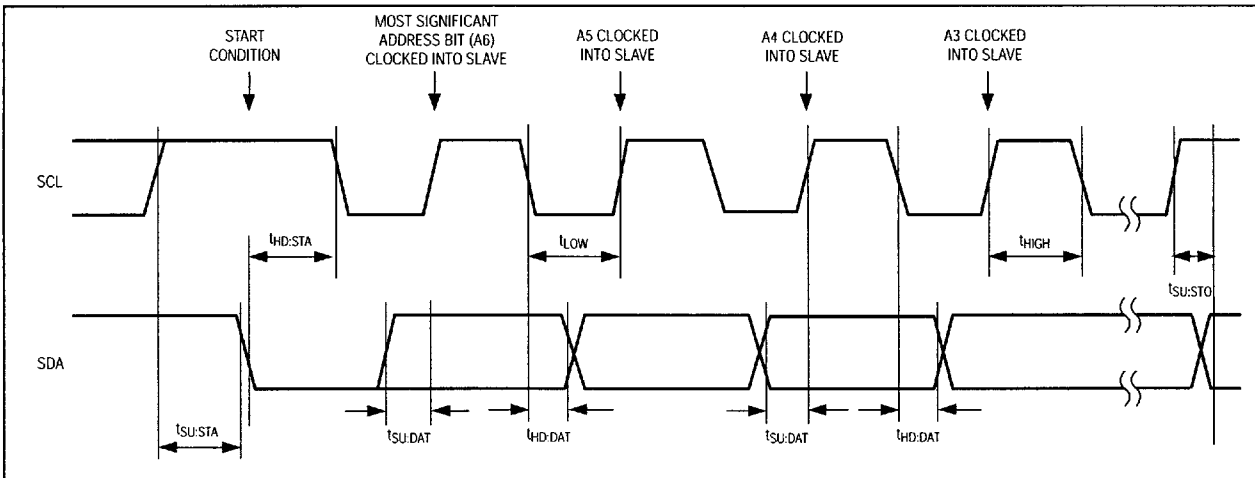 START
CONDITION
MOST SIGNIFICANT
ADDRESS BIT (A6)
CLOCKED INTO SLAVE
A5 CLOCKED
INTO SLAVE
A4 CLOCKED
INTO SLAVE
A3 CLOCKED
INTO SLAVE
SCL
tHD:STA
tLOW
tHIGH
tSU:STO
SDA
tSU:STA
tSU:DAT
tHD:DAT
tSU:DAT
tHD:DAT